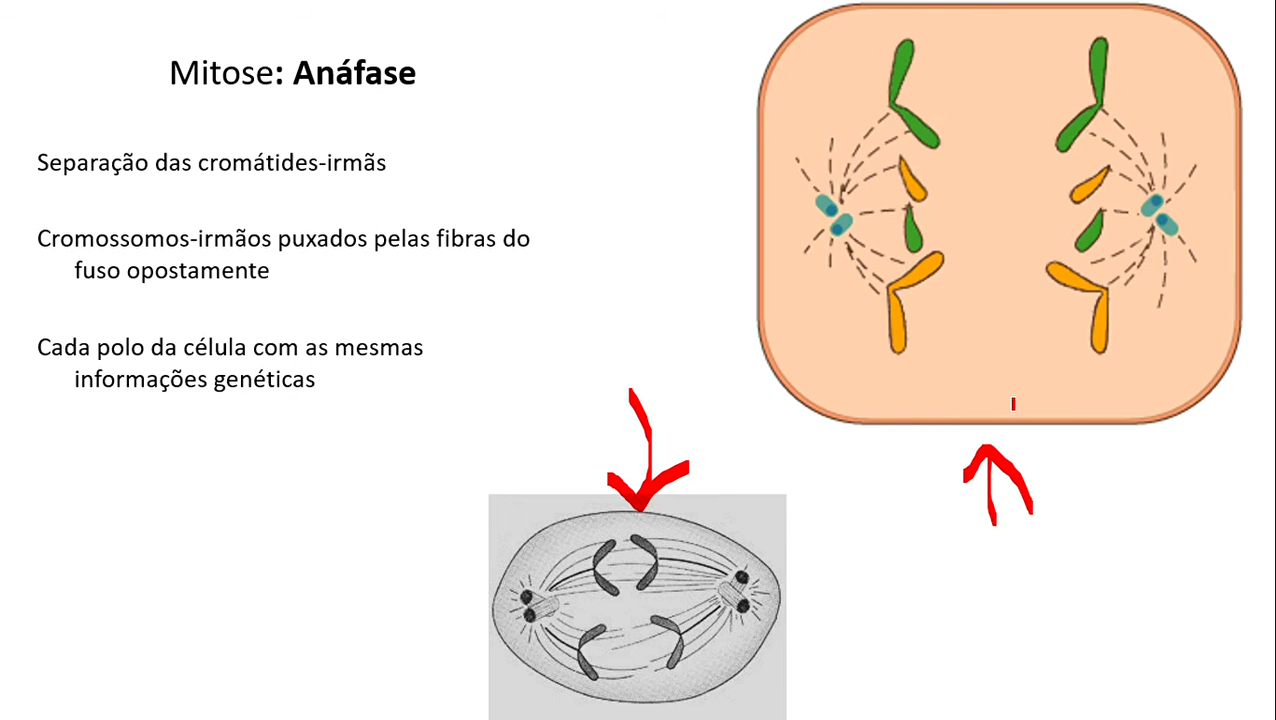 Mitose: Anáfase
Separação das cromátides-irmãs
Cromossomos-irmãos puxados pelas fibras do
fuso opostamente
Cada polo da célula com as mesmas
informações genéticas